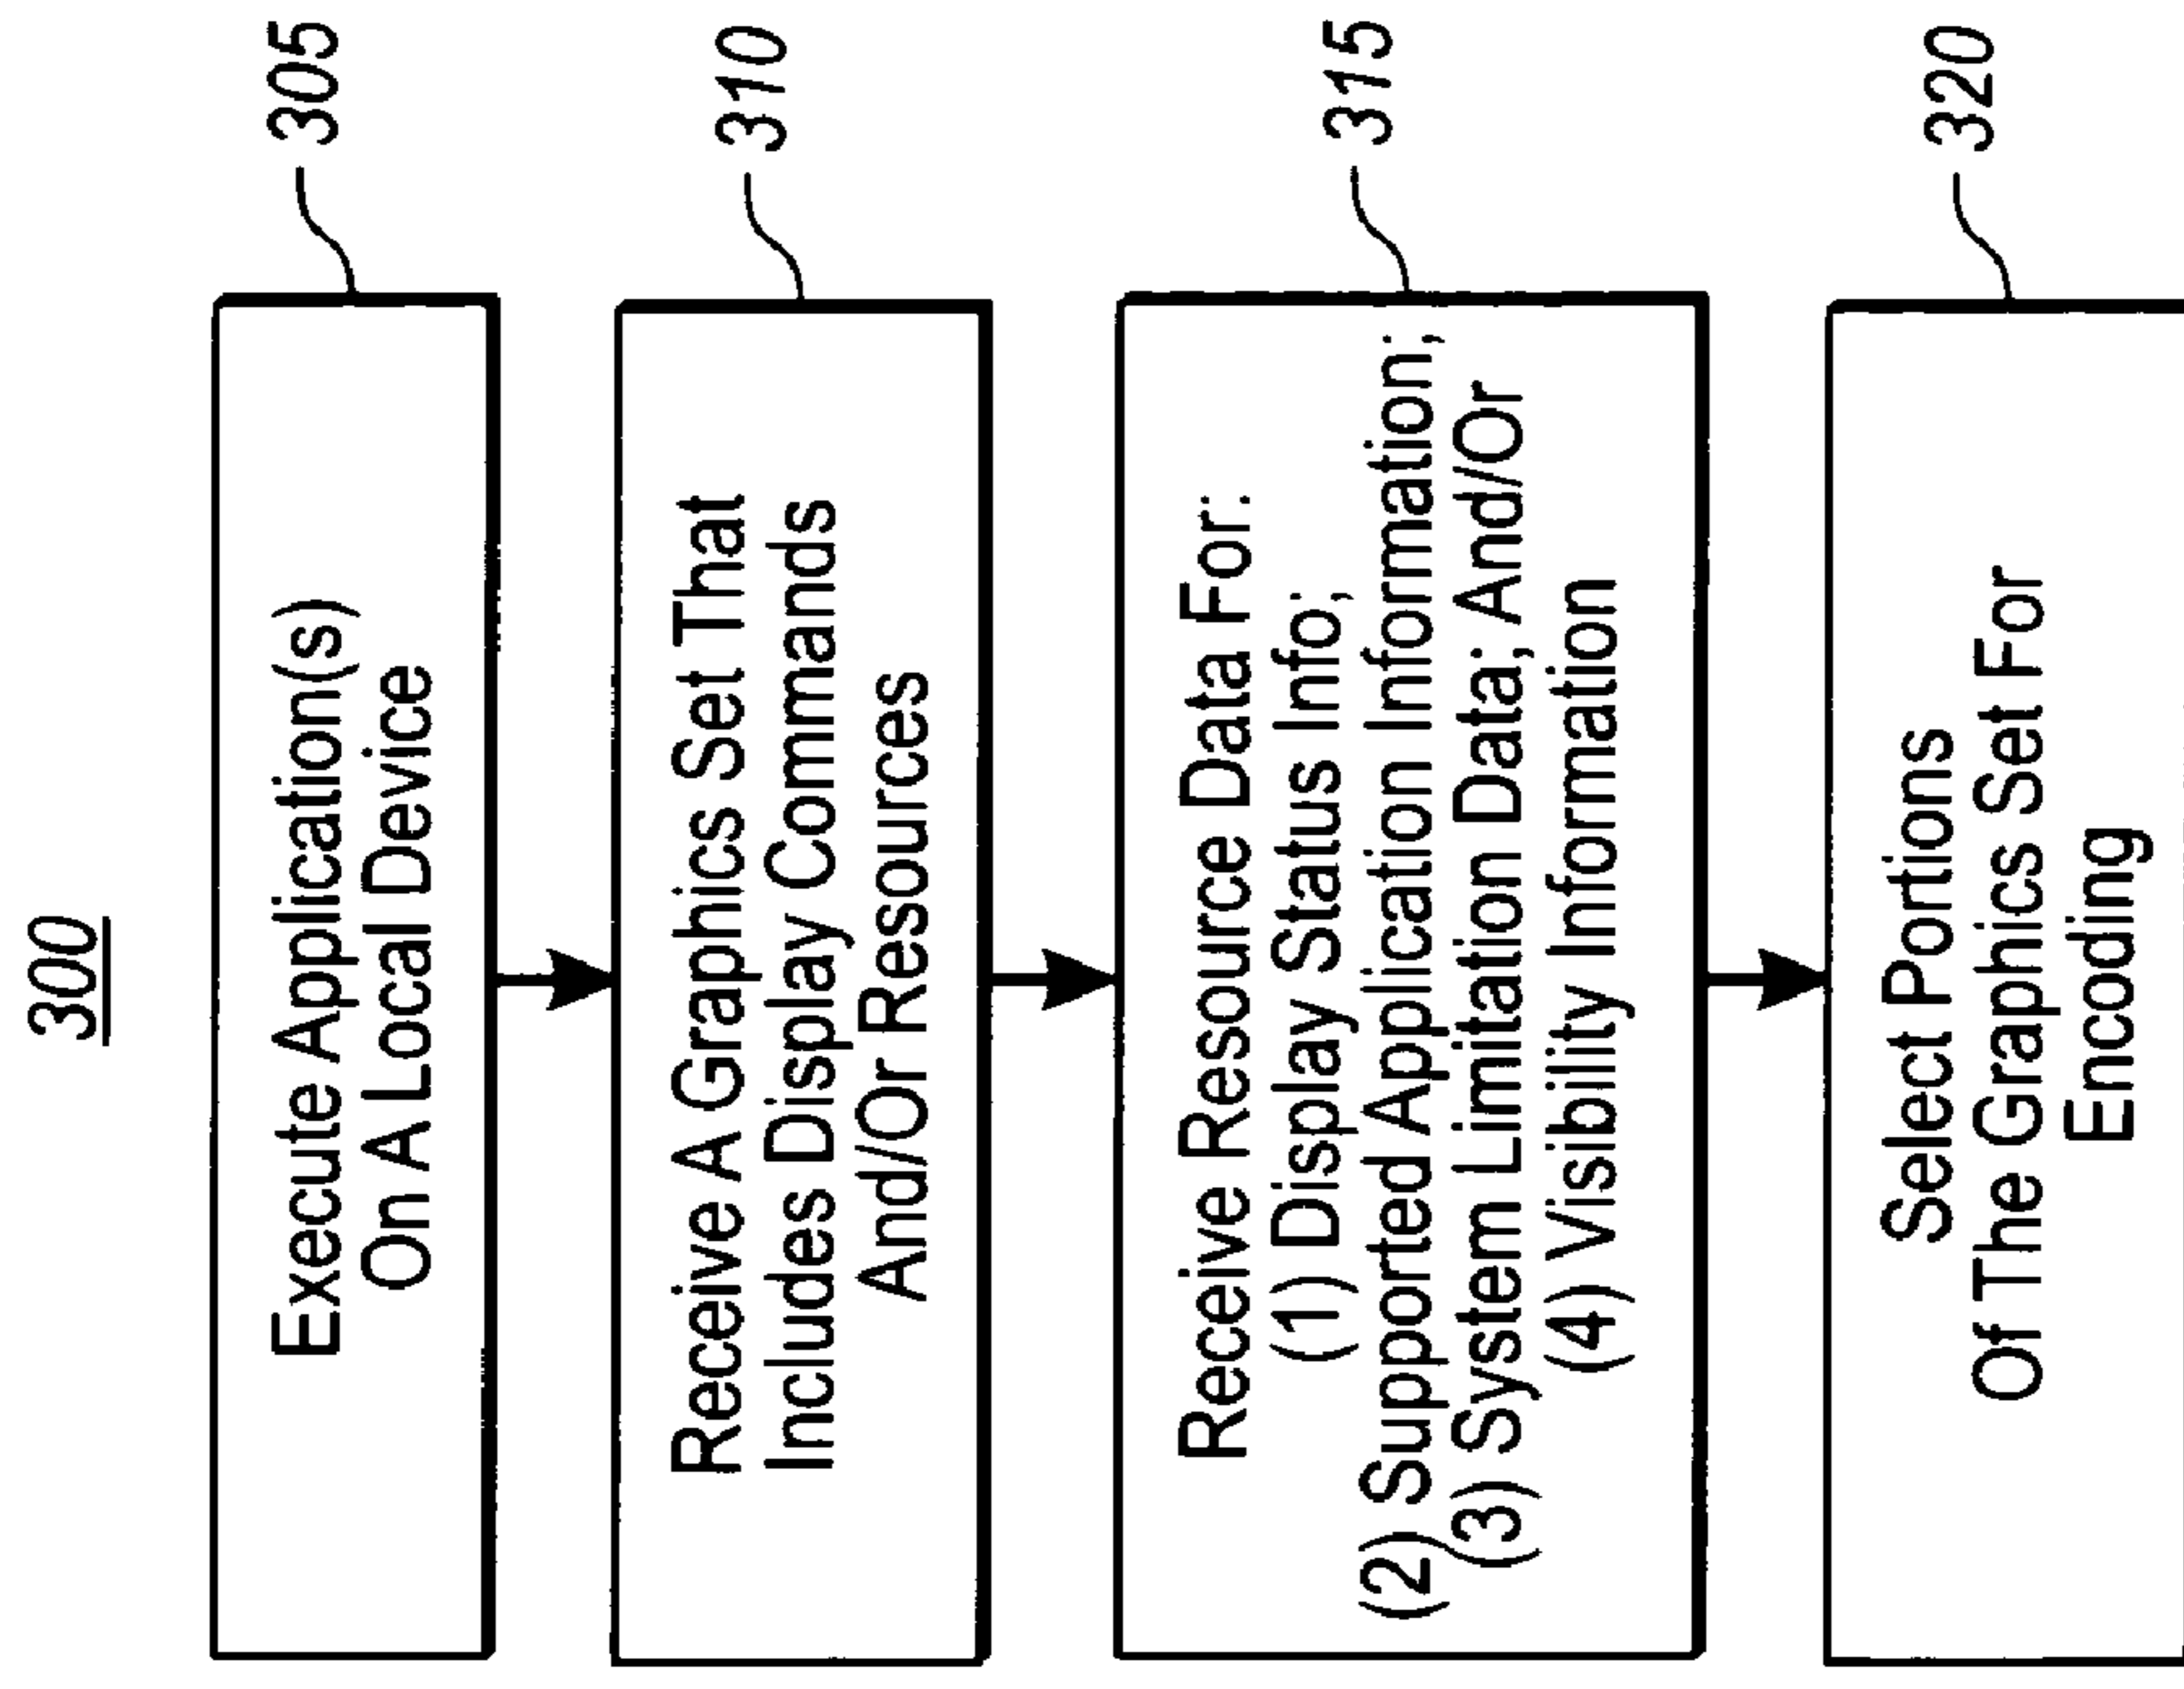 300
305
Execute Application(s)
On A Local Device
310
Receive A Graphics Set That
Includes Display Commands
And/Or Resources
315
Receive Resource Data For:
(1) Display Status Info;
(2) Supported Application Information;
(3) System Limitation Data; And/Or
(4) Visibility Information
320
Select Portions
Of The Graphics Set For
Encoding